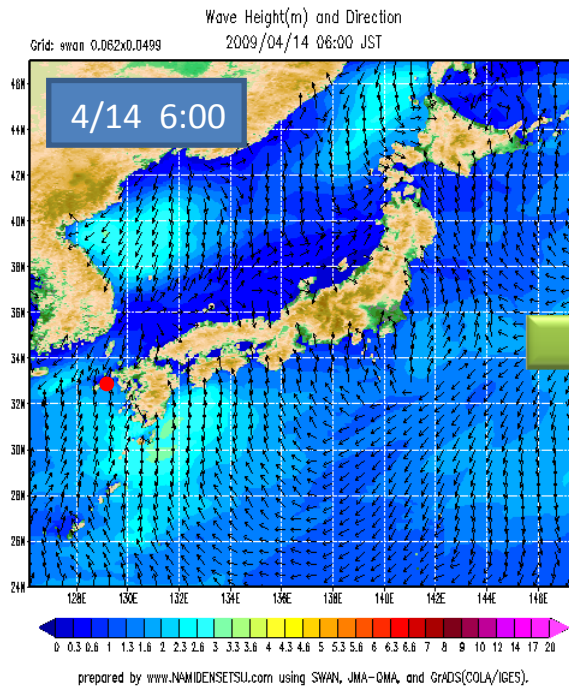 Wave Height(m) and Direction
Grid: swan 0.062x0.0499
2009/04/14 06:00 JST
4/14 6:00
46N
44N
42N
40N
38N
36N
34N
32N
30N
28N
26N
24N
128E 130E 132E 134E 136E 138E 140E 142E 144E 146E
0 0.3 0.6 1 1.3 1.6 2 2.3 2.6 3 3.3 3.6 4 4.3 4.6 5 5.3 5.6 6 6.3 6.6 7 8 9 10 12 14 17 20
prepared by www.NAMIDENSETSU.com using SWAN, JMA-QMA, and GrADS(COLA/IGES).